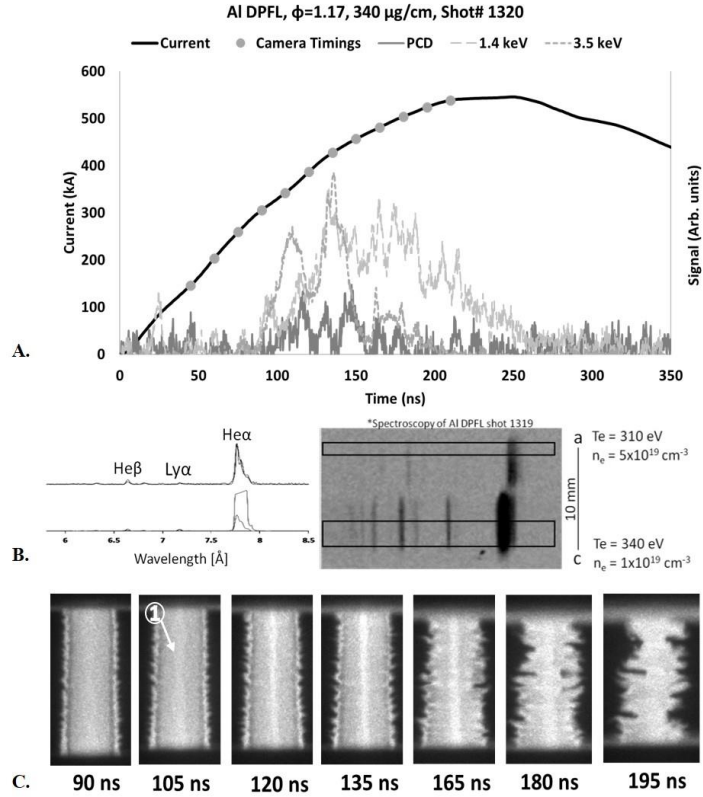 Al DPFL, ϕ=1.17, 340 µg/cm, Shot# 1320
Current Camera Timings PCD 1.4 keV 3.5 keV
600
500
400
300
200
100
0
Current (kA)
Signal (Arb. units)
0 50 100 150 200 250 300 350
Time (ns)
A.
*Spectroscopy of Al DPFL shot 1319
Heα
Heβ Lyα
6 6.5 7 7.5 8 8.5
Wavelength [Å]
a Te = 310 eV
nₑ = 5x10¹⁹ cm⁻³
10 mm
Te = 340 eV
c nₑ = 1x10¹⁹ cm⁻³
B.
1
90 ns 105 ns 120 ns 135 ns 165 ns 180 ns 195 ns
C.